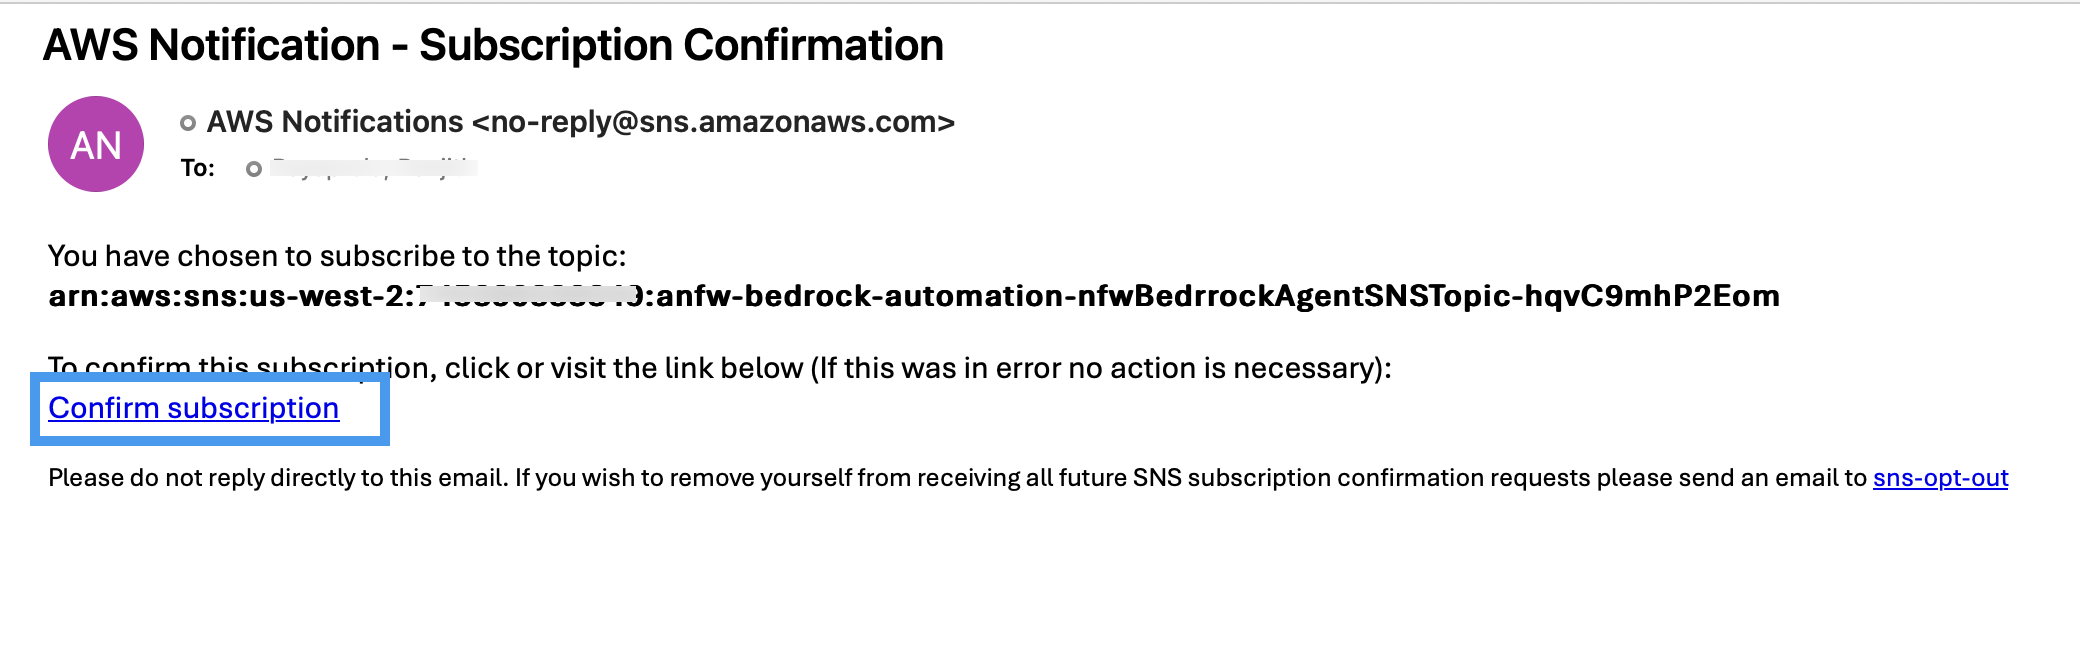 AWS Notification - Subscription Confirmation
AN
AWS Notifications <no-reply@sns.amazonaws.com>
To:
You have chosen to subscribe to the topic:
arn:aws:sns:us-west-2: :anfw-bedrock-automation-nfwBedrrockAgentSNSTopic-hqvC9mhP2Eom
To confirm this subscription, click or visit the link below (If this was in error no action is necessary):
Confirm subscription
Please do not reply directly to this email. If you wish to remove yourself from receiving all future SNS subscription confirmation requests please send an email to sns-opt-out